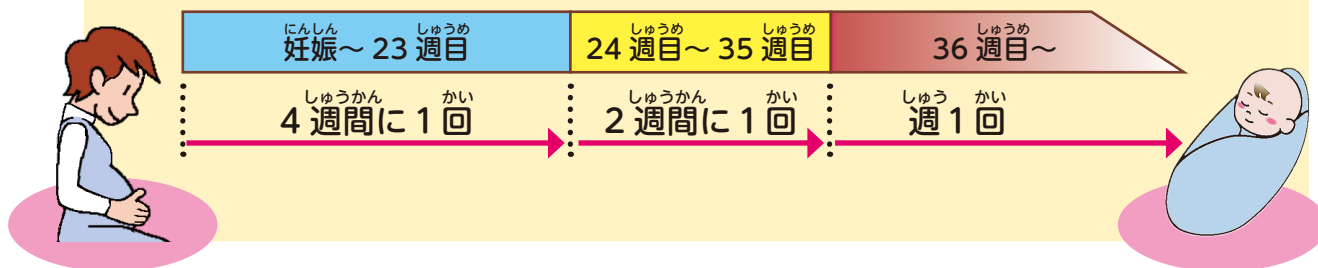 にんしん しゅうめ
妊娠～ 23 週目
しゅうめ しゅうめ
24 週目～ 35 週目
しゅうめ
36 週目～
しゅうかん かい
4 週間に 1 回
しゅうかん かい
2 週間に 1 回
しゅう かい
週 1 回